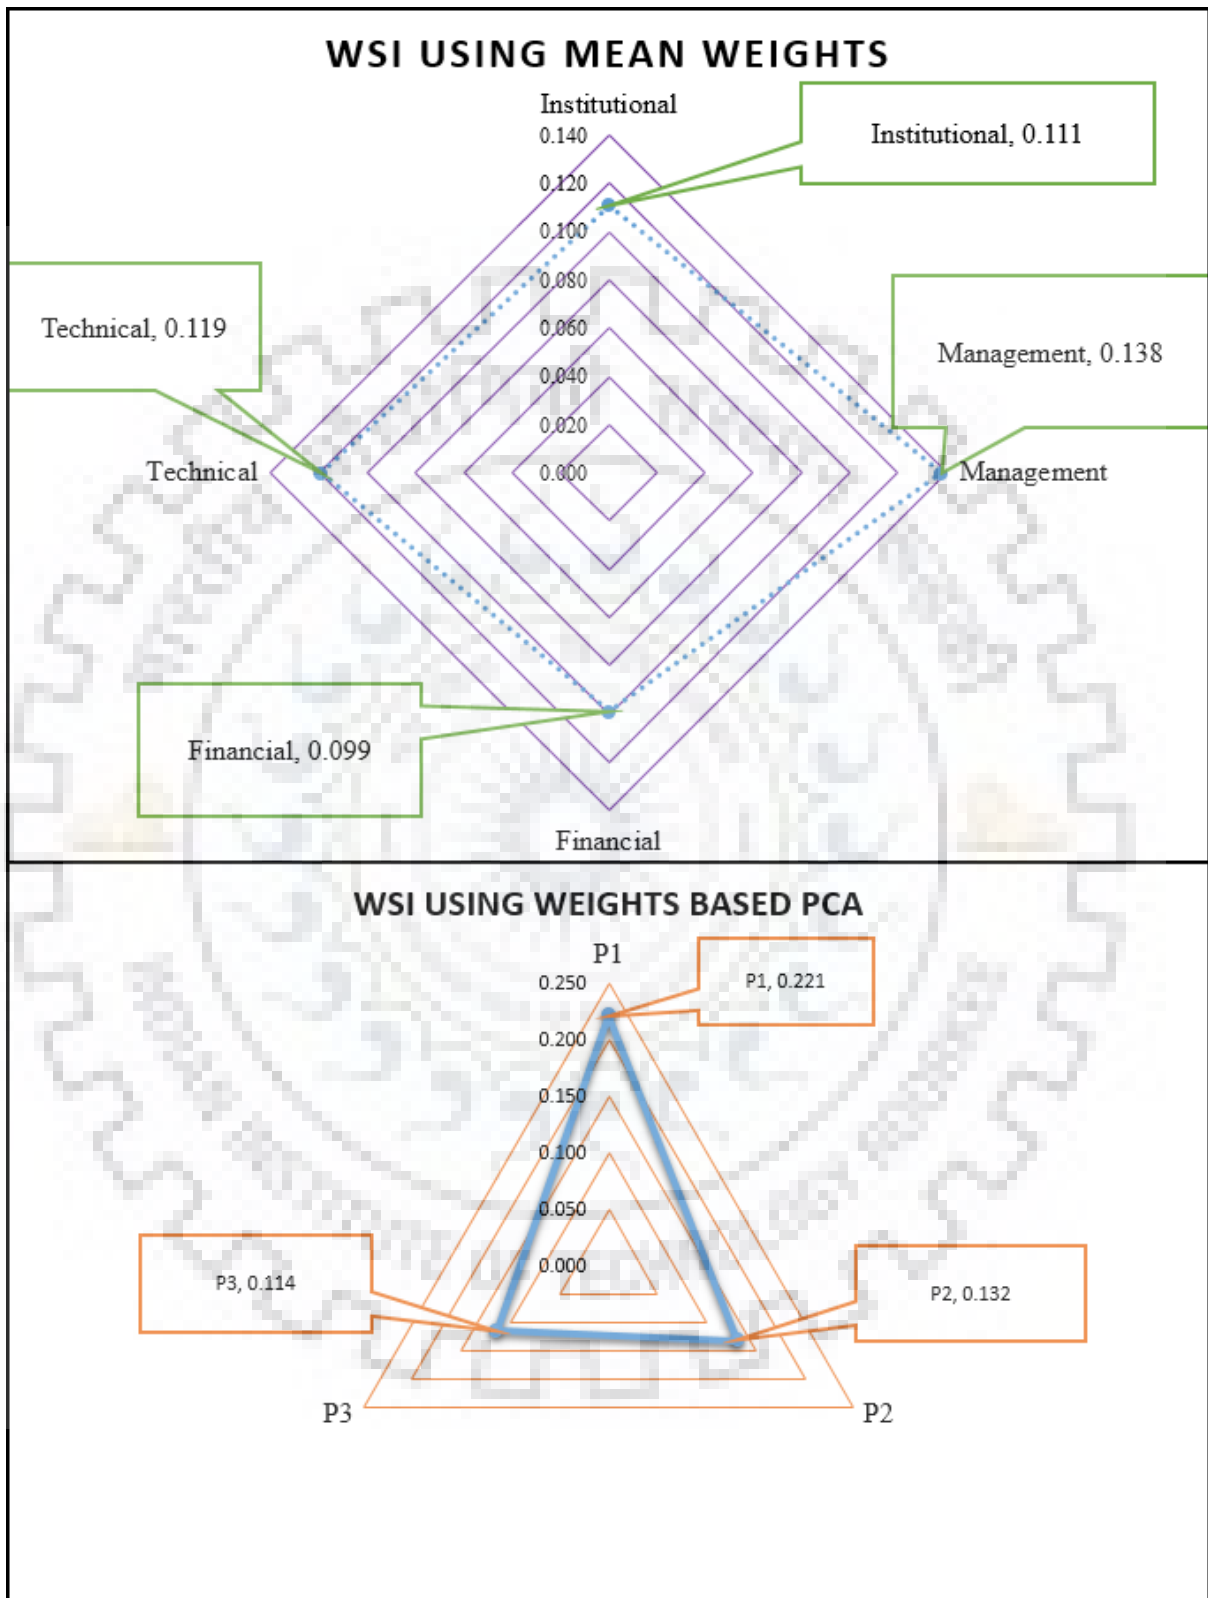 WSI USING MEAN WEIGHTS
Institutional
0.140
Institutional, 0.111
0.120
0.100
0.080
Technical, 0.119
0.060
Management, 0.138
0.040
0.020
Technical
0.000
Management
Financial, 0.099
Financial
WSI USING WEIGHTS BASED PCA
P1
P1, 0.221
0.250
0.200
0.150
0.100
0.050
0.000
P3, 0.114
P2, 0.132
P3
P2